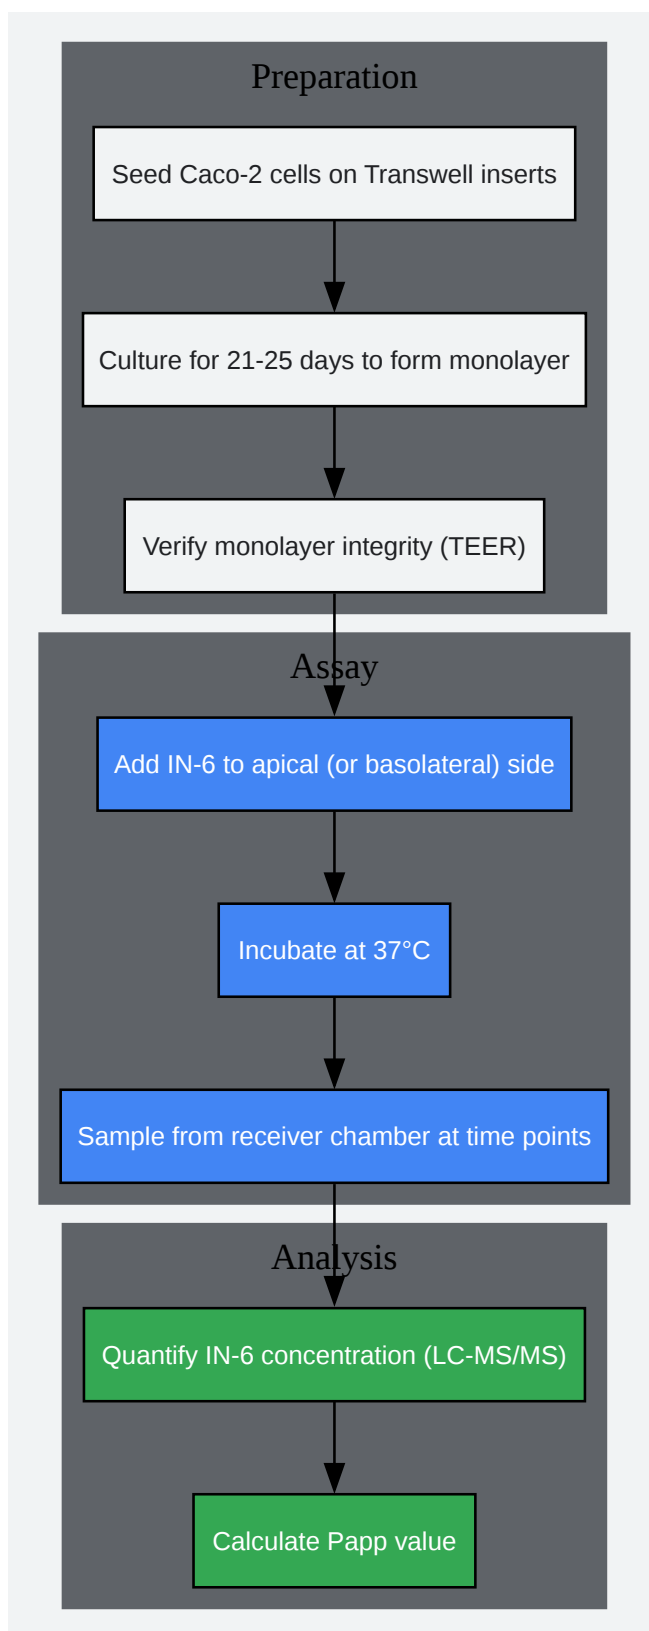 Preparation
Seed Caco-2 cells on Transwell inserts
Culture for 21-25 days to form monolayer
Verify monolayer integrity (TEER)
Assay
Add IN-6 to apical (or basolateral) side
Incubate at 37°C
Sample from receiver chamber at time points
Analysis
Quantify IN-6 concentration (LC-MS/MS)
Calculate Papp value